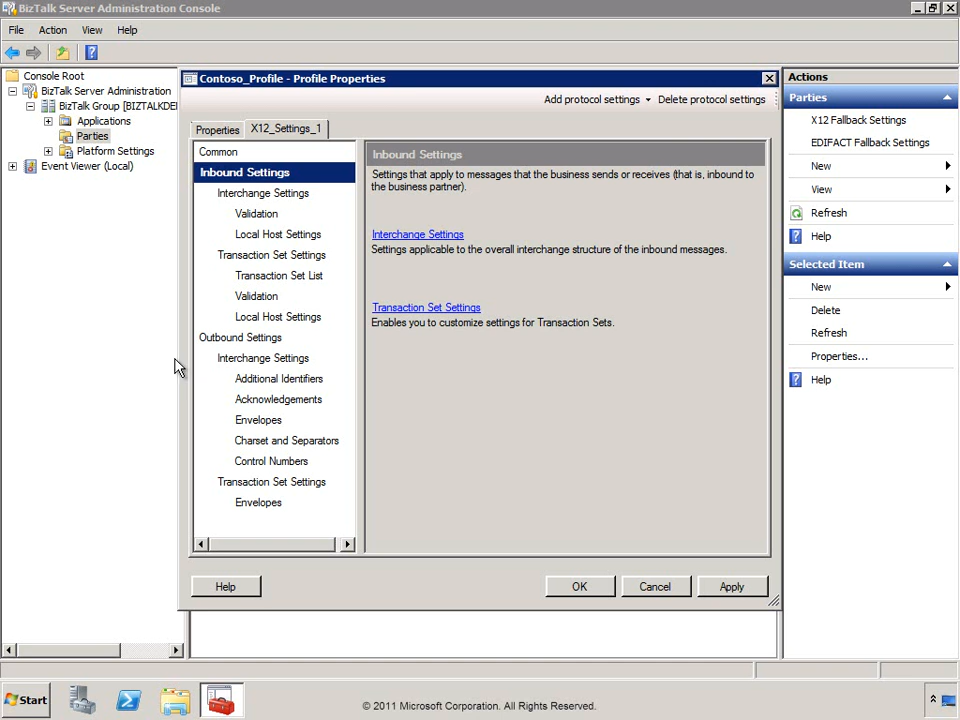 BizTalk Server Administration Console
File Action View Help
Console Root
BizTalk Server Administration
BizTalk Group [BIZTALKDE
Applications
Parties
Platform Settings
Event Viewer (Local)
Contoso_Profile - Profile Properties
Add protocol settings Delete protocol settings
Properties X12_Settings_1
Common
Inbound Settings
Interchange Settings
Validation
Local Host Settings
Transaction Set Settings
Transaction Set List
Validation
Local Host Settings
Outbound Settings
Interchange Settings
Additional Identifiers
Acknowledgements
Envelopes
Charset and Separators
Control Numbers
Transaction Set Settings
Envelopes
Inbound Settings
Settings that apply to messages that the business sends or receives (that is, inbound to
the business partner).
Interchange Settings
Settings applicable to the overall interchange structure of the inbound messages.
Transaction Set Settings
Enables you to customize settings for Transaction Sets.
Help OK Cancel Apply
Actions
Parties
X12 Fallback Settings
EDIFACT Fallback Settings
New
View
Refresh
Help
Selected Item
New
Delete
Refresh
Properties...
Help
Start
© 2011 Microsoft Corporation. All Rights Reserved.